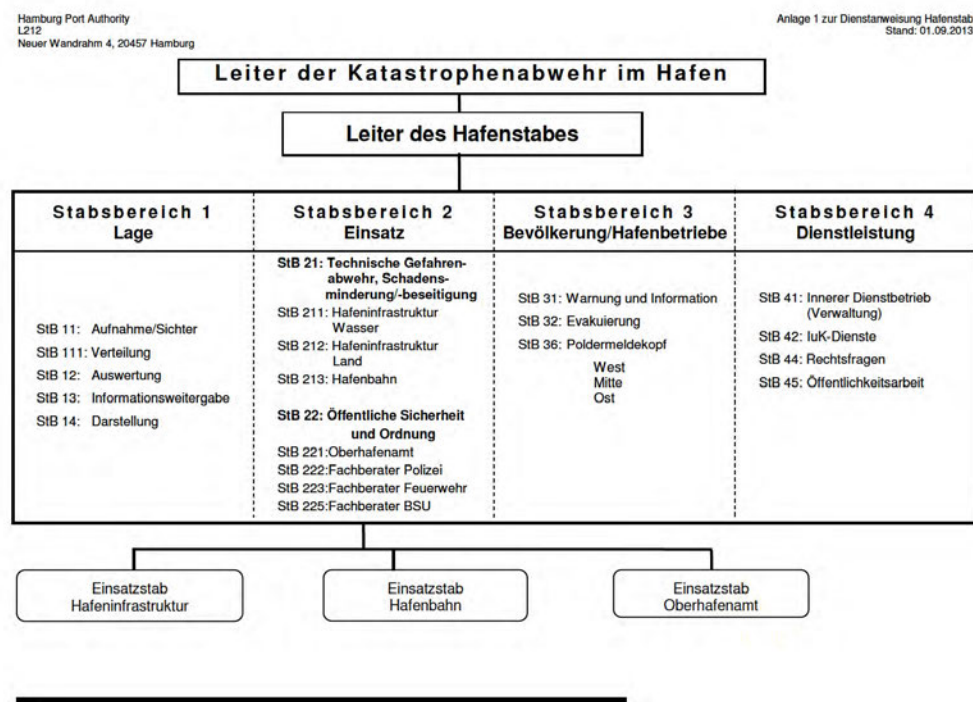 Hamburg Port Authority
L212
Neuer Wandrahm 4, 20457 Hamburg
Anlage 1 zur Dienstanweisung Hafenstab
Stand: 01.09.2013
Leiter der Katastrophenabwehr im Hafen
Leiter des Hafenstabes
Stabsbereich 1
Lage
StB 11: Aufnahme/Sichter
StB 111: Verteilung
StB 12: Auswertung
StB 13: Informationsweitergabe
StB 14: Darstellung
Stabsbereich 2
Einsatz
StB 21: Technische Gefahren-
abwehr, Schadens-
minderung/-beseitigung
StB 211: Hafeninfrastruktur
Wasser
StB 212: Hafeninfrastruktur
Land
StB 213: Hafenbahn
StB 22: Öffentliche Sicherheit
und Ordnung
StB 221:Oberhafenamt
StB 222:Fachberater Polizei
StB 223:Fachberater Feuerwehr
StB 225:Fachberater BSU
Stabsbereich 3
Bevölkerung/Hafenbetriebe
StB 31: Warnung und Information
StB 32: Evakuierung
StB 36: Poldermeldekopf
West
Mitte
Ost
Stabsbereich 4
Dienstleistung
StB 41: Innerer Dienstbetrieb
(Verwaltung)
StB 42: IuK-Dienste
StB 44: Rechtsfragen
StB 45: Öffentlichkeitsarbeit
Einsatzstab
Hafeninfrastruktur
Einsatzstab
Hafenbahn
Einsatzstab
Oberhafenamt